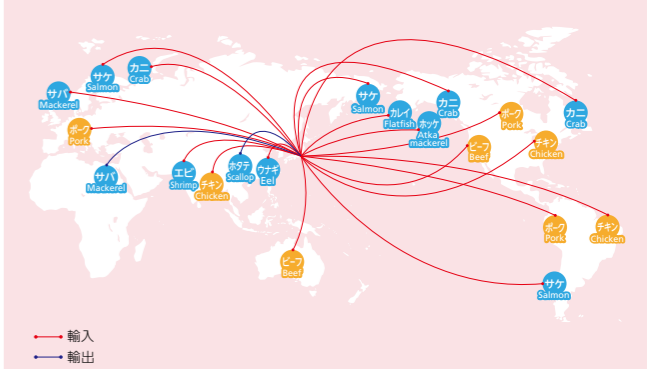 サケ
Salmon
カニ
Crab
サバ
Mackerel
ポーク
Pork
サバ
Mackerel
エビ
Shrimp
チキン
Chicken
ホタテ
Scallop
ウナギ
Eel
ビーフ
Beef
サケ
Salmon
カレイ
Flatfish
ホッケ
Atka
mackerel
カニ
Crab
ポーク
Pork
ビーフ
Beef
チキン
Chicken
カニ
Crab
ポーク
Pork
チキン
Chicken
サケ
Salmon
輸入
輸出